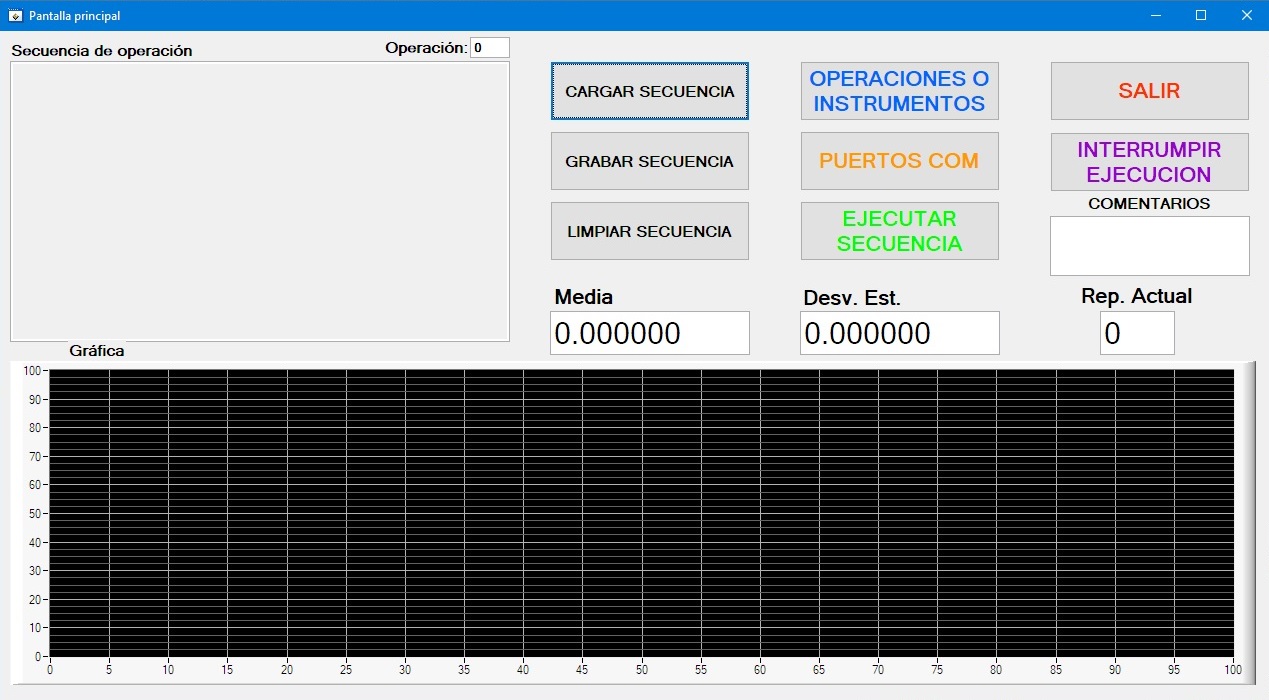 Pantalla principal
Secuencia de operación
Operación: 0
CARGAR SECUENCIA
OPERACIONES O
INSTRUMENTOS
SALIR
GRABAR SECUENCIA
PUERTOS COM
INTERRUMPIR
EJECUCION
LIMPIAR SECUENCIA
EJECUTAR
SECUENCIA
COMENTARIOS
Media
0.000000
Desv. Est.
0.000000
Rep. Actual
0
Gráfica
100
90
80
70
60
50
40
30
20
10
0
0 5 10 15 20 25 30 35 40 45 50 55 60 65 70 75 80 85 90 95 100